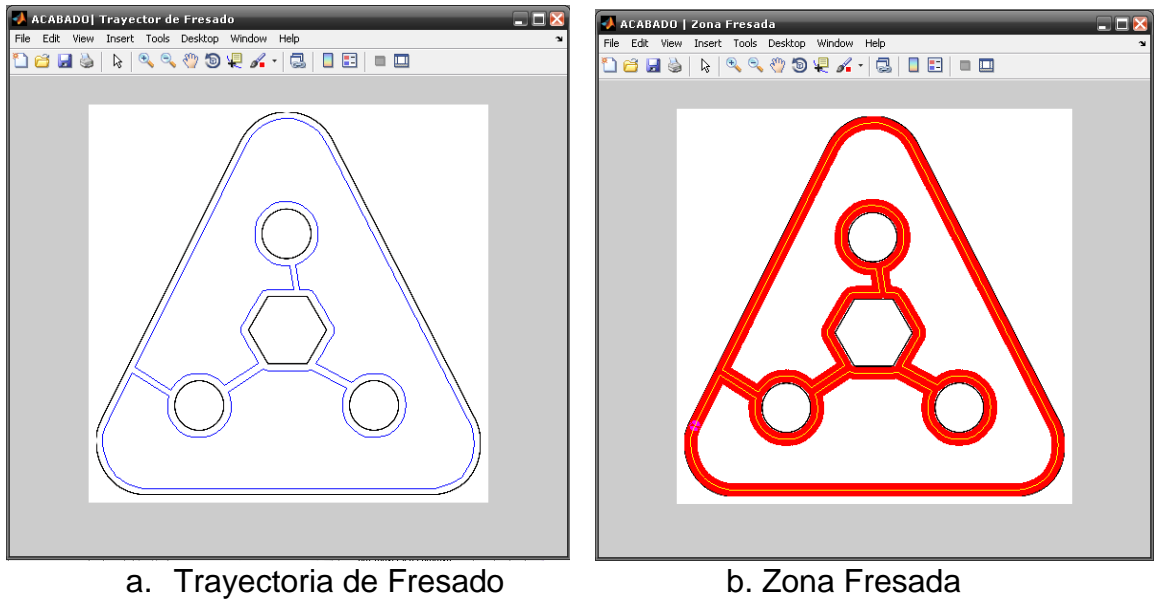 ACABADO| Trayector de Fresado
File Edit View Insert Tools Desktop Window Help
ACABADO | Zona Fresada
File Edit View Insert Tools Desktop Window Help
a. Trayectoria de Fresado
b. Zona Fresada